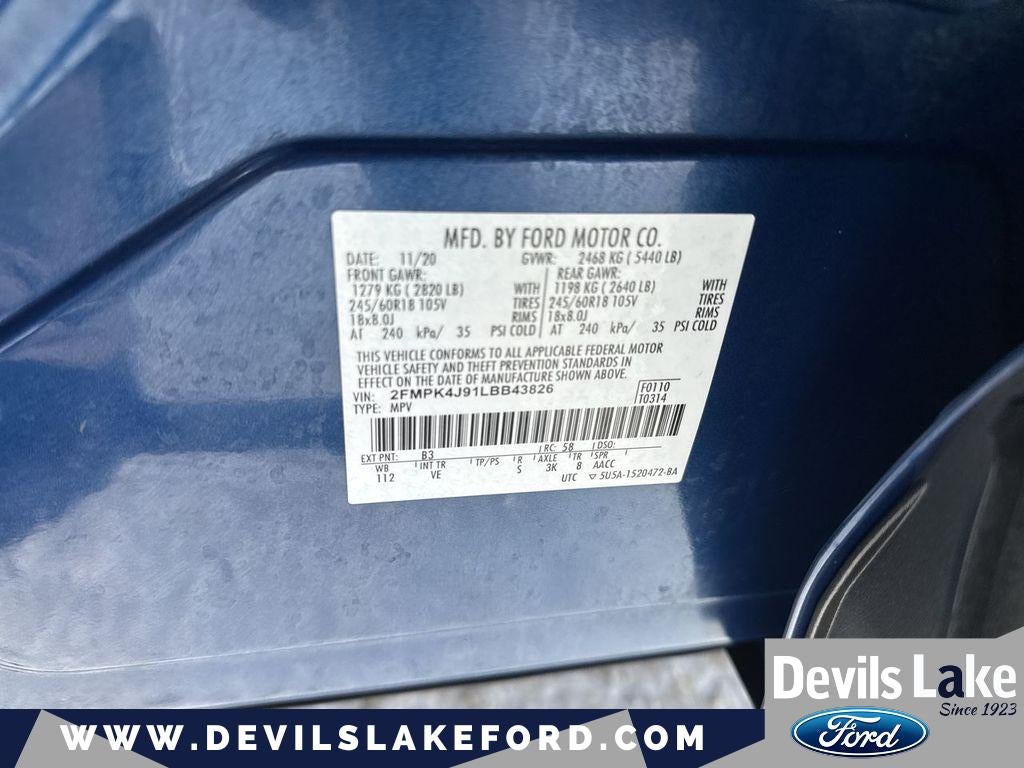 MFD. BY FORD MOTOR CO.
DATE: 11/20 GVWR: 2468 KG ( 5440 LB)
FRONT GAWR: REAR GAWR:
1279 KG ( 2820 LB) WITH 1198 KG ( 2640 LB) WITH
245/60R18 105V TIRES 245/60R18 105V TIRES
18x8.0J RIMS 18x8.0J RIMS
AT 240 kPa/ 35 PSI COLD AT 240 kPa/ 35 PSI COLD
THIS VEHICLE CONFORMS TO ALL APPLICABLE FEDERAL MOTOR
VEHICLE SAFETY AND THEFT PREVENTION STANDARDS IN
EFFECT ON THE DATE OF MANUFACTURE SHOWN ABOVE.
VIN: 2FMPK4J91LBB43826 F0110
TYPE: MPV T0314
EXT PNT: B3 RC: 58 DSO:
WB INT TR TP/PS R AXLE TR SPR
112 VE S 3K 8 AACC
UTC ▽ 5U5A-1520472-BA
Devils Lake
Since 1923
Ford
WWW.DEVILSLAKEFORD.COM